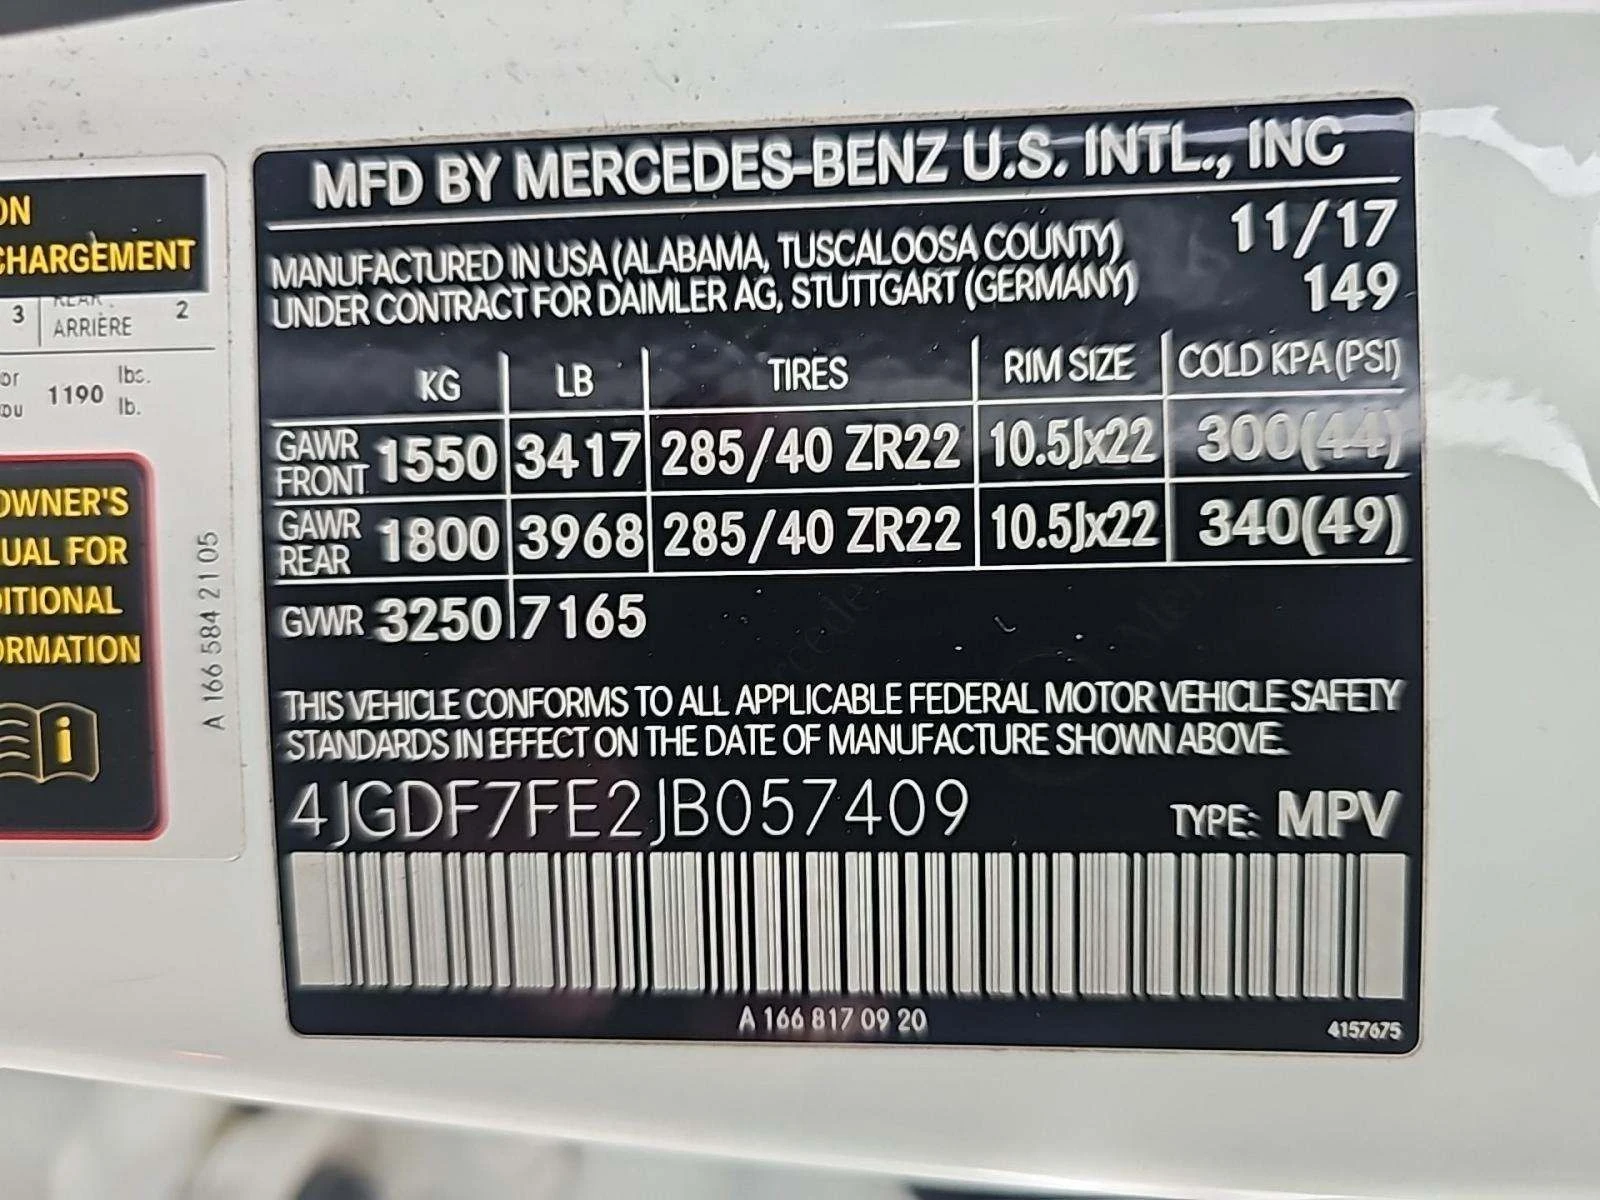 ON
CHARGEMENT
3
REAR
ARRIÈRE
2
or
ou
1190
lbs.
lb.
OWNER'S
UAL FOR
DITIONAL
ORMATION
i
A 166 584 21 05
MFD BY MERCEDES-BENZ U.S. INTL., INC
MANUFACTURED IN USA (ALABAMA, TUSCALOOSA COUNTY) 11/17
UNDER CONTRACT FOR DAIMLER AG, STUTTGART (GERMANY) 149
KG LB TIRES RIM SIZE COLD KPA (PSI)
GAWR FRONT 1550 3417 285/40 ZR22 10.5Jx22 300(44)
GAWR REAR 1800 3968 285/40 ZR22 10.5Jx22 340(49)
GVWR 3250 7165
THIS VEHICLE CONFORMS TO ALL APPLICABLE FEDERAL MOTOR VEHICLE SAFETY
STANDARDS IN EFFECT ON THE DATE OF MANUFACTURE SHOWN ABOVE.
4JGDF7FE2JB057409 TYPE: MPV
A 166 817 09 20
4157675